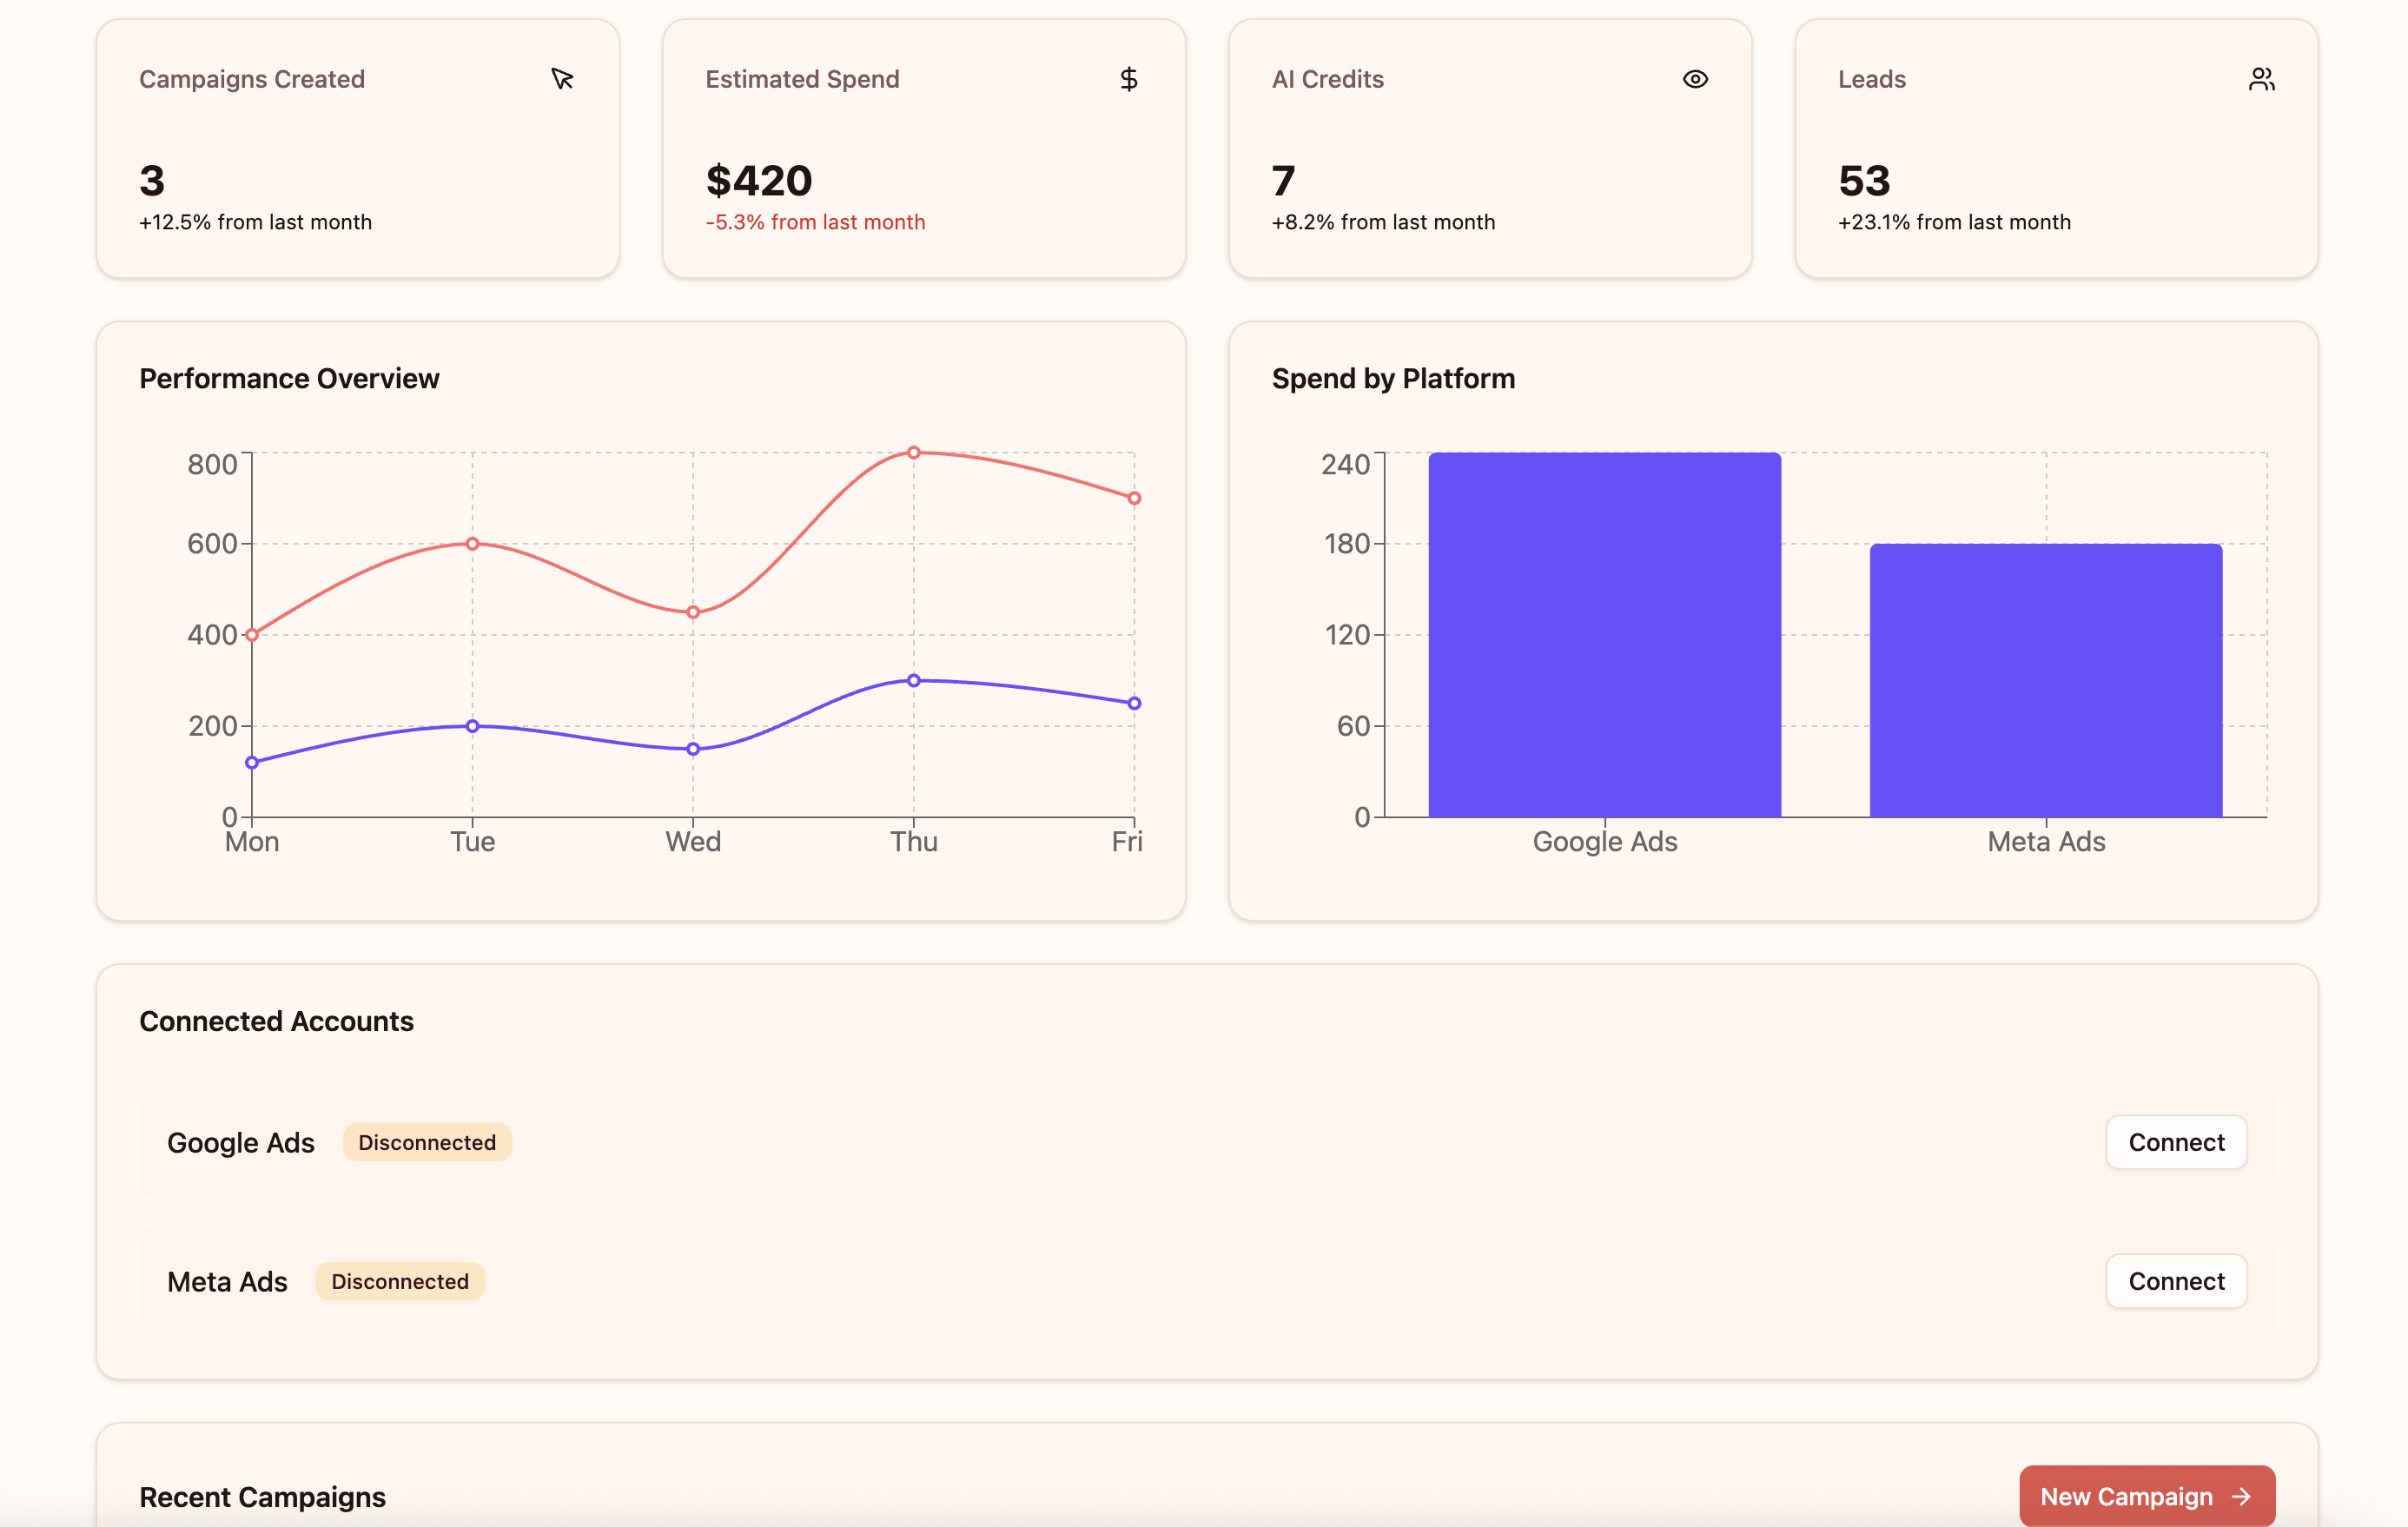 Campaigns Created
3
+12.5% from last month
Estimated Spend
$420
-5.3% from last month
AI Credits
7
+8.2% from last month
Leads
53
+23.1% from last month
Performance Overview
800
600
400
200
0
Mon Tue Wed Thu Fri
Spend by Platform
240
180
120
60
0
Google Ads Meta Ads
Connected Accounts
Google Ads Disconnected Connect
Meta Ads Disconnected Connect
Recent Campaigns New Campaign →